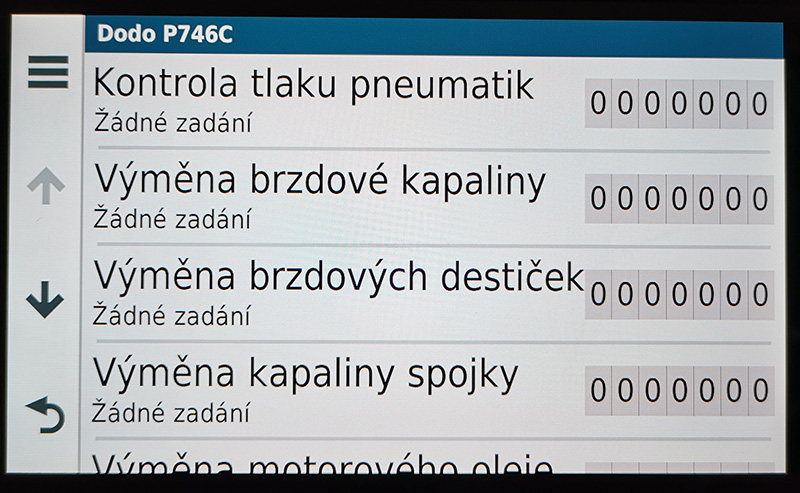 Dodo P746C
Kontrola tlaku pneumatik
Žádné zadání
0000000
Výměna brzdové kapaliny
Žádné zadání
0000000
Výměna brzdových destiček
Žádné zadání
0000000
Výměna kapaliny spojky
Žádné zadání
0000000
Výměna motorového oleje